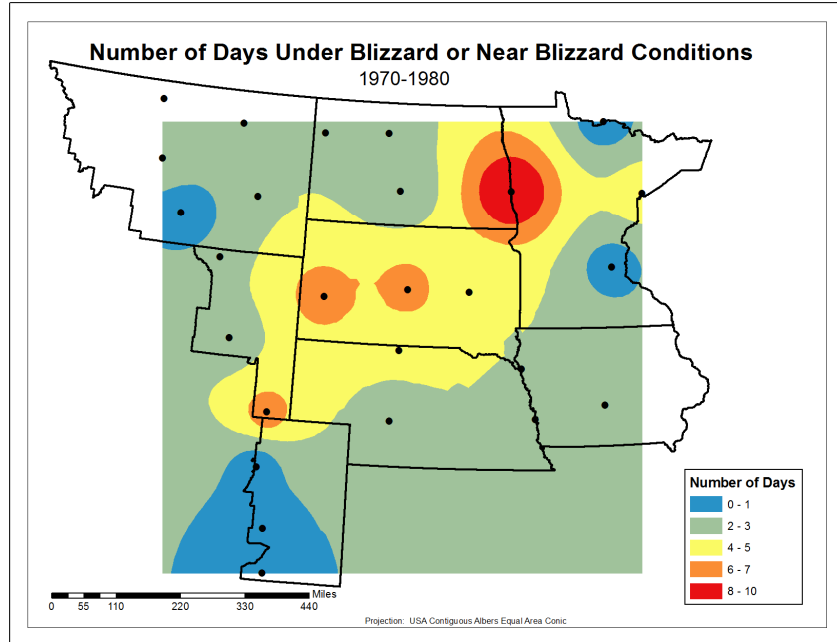 Number of Days Under Blizzard or Near Blizzard Conditions
1970-1980
Number of Days
0 - 1
2 - 3
4 - 5
6 - 7
8 - 10
Miles
0 55 110 220 330 440
Projection: USA Contiguous Albers Equal Area Conic